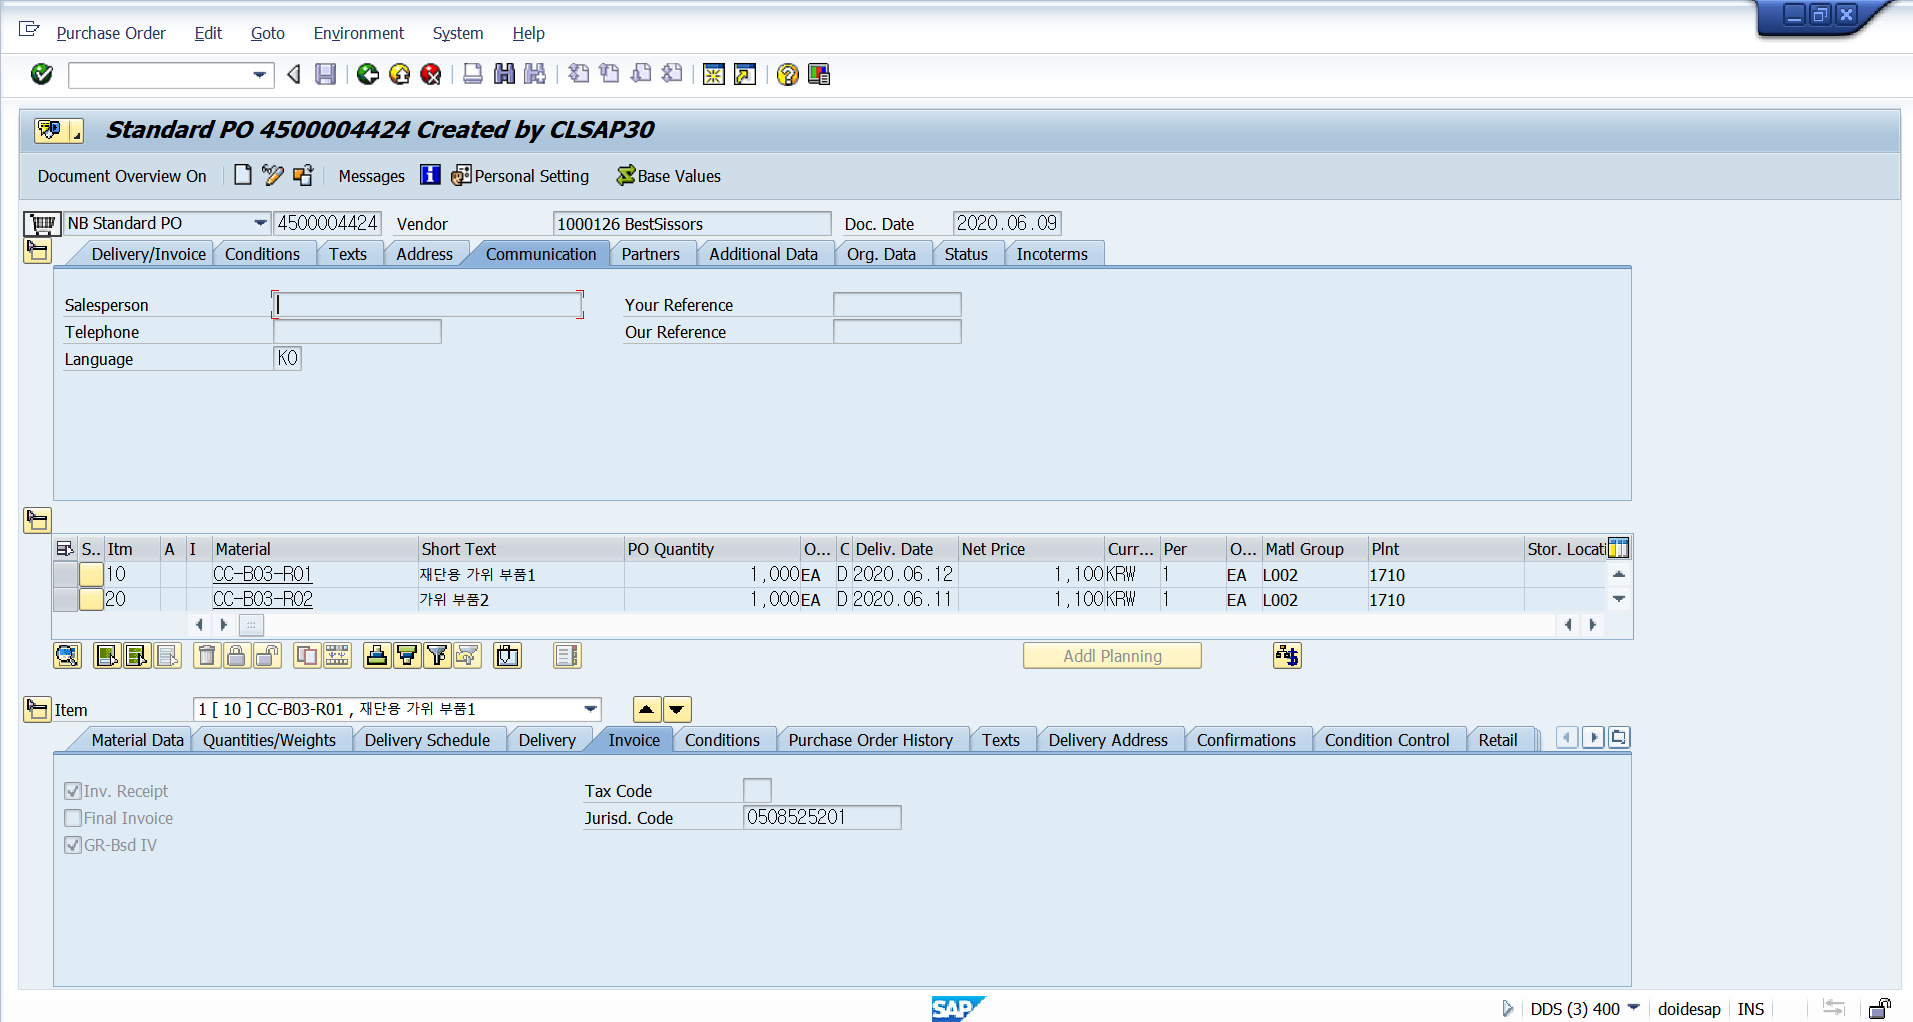 Purchase Order Edit Goto Environment System Help
Standard PO 4500004424 Created by CLSAP30
Document Overview On Messages Personal Setting Base Values
NB Standard PO 4500004424 Vendor 1000126 BestSissors Doc. Date 2020.06.09
Delivery/Invoice Conditions Texts Address Communication Partners Additional Data Org. Data Status Incoterms
Salesperson Your Reference
Telephone Our Reference
Language KO
S.. Itm A I Material Short Text PO Quantity O... C Deliv. Date Net Price Curr... Per O... Matl Group Plnt Stor. Locati
10 CC-B03-R01 재단용 가위 부품1 1,000 EA D 2020.06.12 1,100 KRW 1 EA L002 1710
20 CC-B03-R02 가위 부품2 1,000 EA D 2020.06.11 1,100 KRW 1 EA L002 1710
Addl Planning
Item 1 [ 10 ] CC-B03-R01 , 재단용 가위 부품1
Material Data Quantities/Weights Delivery Schedule Delivery Invoice Conditions Purchase Order History Texts Delivery Address Confirmations Condition Control Retail
Inv. Receipt Tax Code
Final Invoice Jurisd. Code 0508525201
GR-Bsd IV
SAP DDS (3) 400 doidesap INS